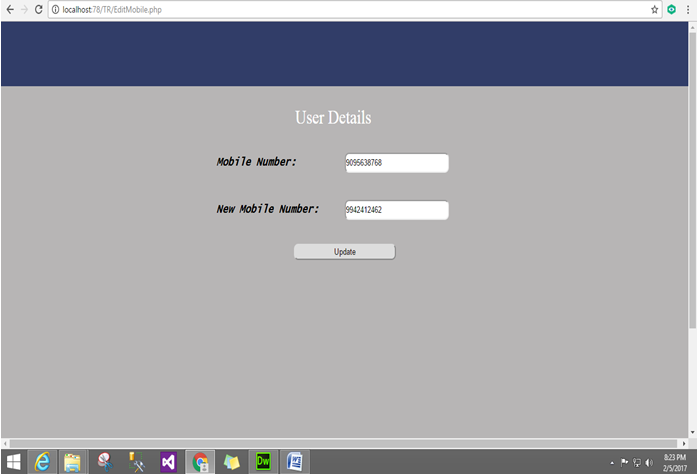 localhost:78/TR/EditMobile.php
User Details
Mobile Number:
9095638768
New Mobile Number:
9942412462
Update
Dw
8:23 PM
2/5/2017